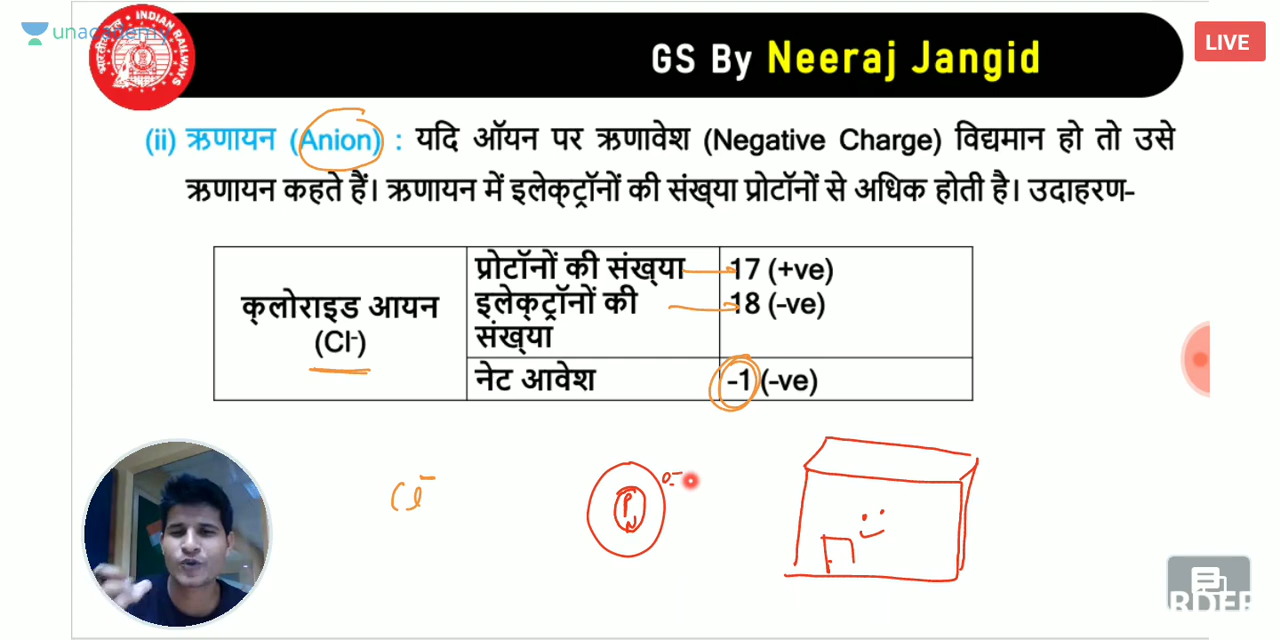 unacademy
INDIAN RAILWAYS
भारतीय रेल
GS By Neeraj Jangid
LIVE
(ii) ऋणायन (Anion) : यदि ऑयन पर ऋणावेश (Negative Charge) विद्यमान हो तो उसे
ऋणायन कहते हैं। ऋणायन में इलेक्ट्रॉनों की संख्या प्रोटॉनों से अधिक होती है। उदाहरण-
क्लोराइड आयन
(Cl⁻)
प्रोटॉनों की संख्या 17 (+ve)
इलेक्ट्रॉनों की 18 (-ve)
संख्या
नेट आवेश -1 (-ve)
Cl⁻
P
N
e⁻